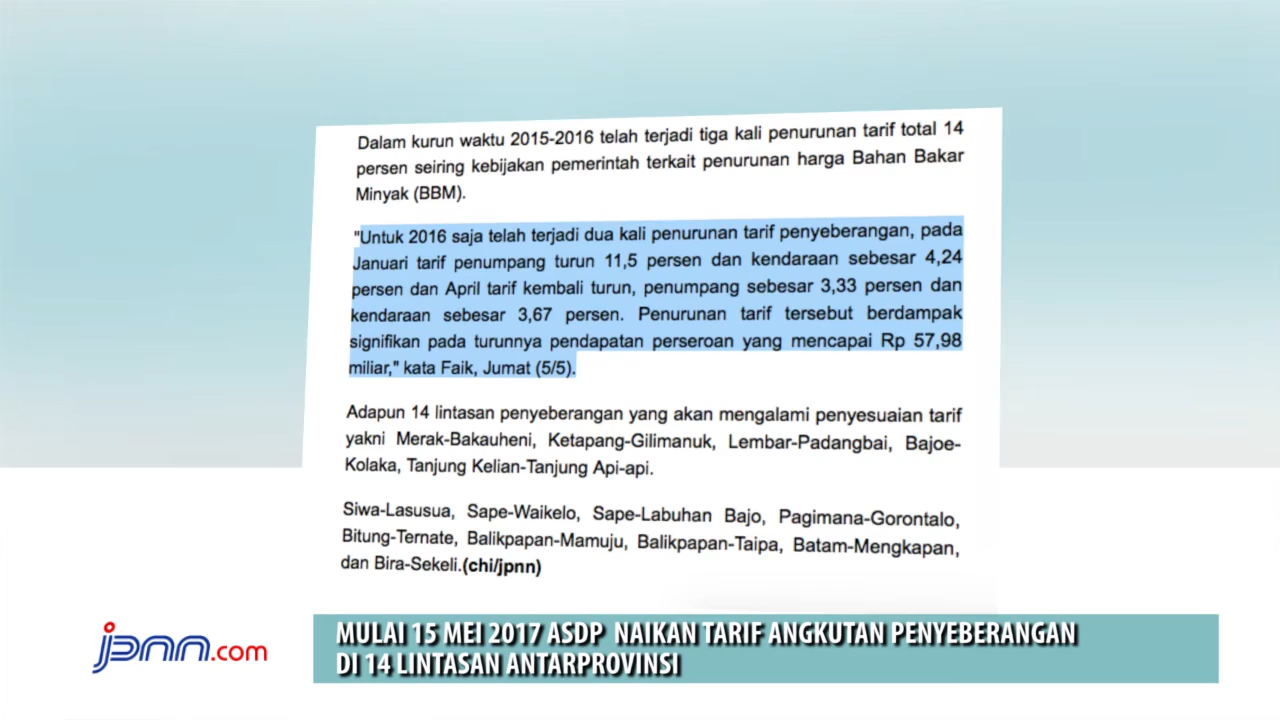 Dalam kurun waktu 2015-2016 telah terjadi tiga kali penurunan tarif total 14
persen seiring kebijakan pemerintah terkait penurunan harga Bahan Bakar
Minyak (BBM).
"Untuk 2016 saja telah terjadi dua kali penurunan tarif penyeberangan, pada
Januari tarif penumpang turun 11,5 persen dan kendaraan sebesar 4,24
persen dan April tarif kembali turun, penumpang sebesar 3,33 persen dan
kendaraan sebesar 3,67 persen. Penurunan tarif tersebut berdampak
signifikan pada turunnya pendapatan perseroan yang mencapai Rp 57,98
miliar," kata Faik, Jumat (5/5).
Adapun 14 lintasan penyeberangan yang akan mengalami penyesuaian tarif
yakni Merak-Bakauheni, Ketapang-Gilimanuk, Lembar-Padangbai, Bajoe-
Kolaka, Tanjung Kelian-Tanjung Api-api.
Siwa-Lasusua, Sape-Waikelo, Sape-Labuhan Bajo, Pagimana-Gorontalo,
Bitung-Ternate, Balikpapan-Mamuju, Balikpapan-Taipa, Batam-Mengkapan,
dan Bira-Sekeli.(chi/jpnn)
jpnn.com
MULAI 15 MEI 2017 ASDP NAIKAN TARIF ANGKUTAN PENYEBERANGAN
DI 14 LINTASAN ANTARPROVINSI